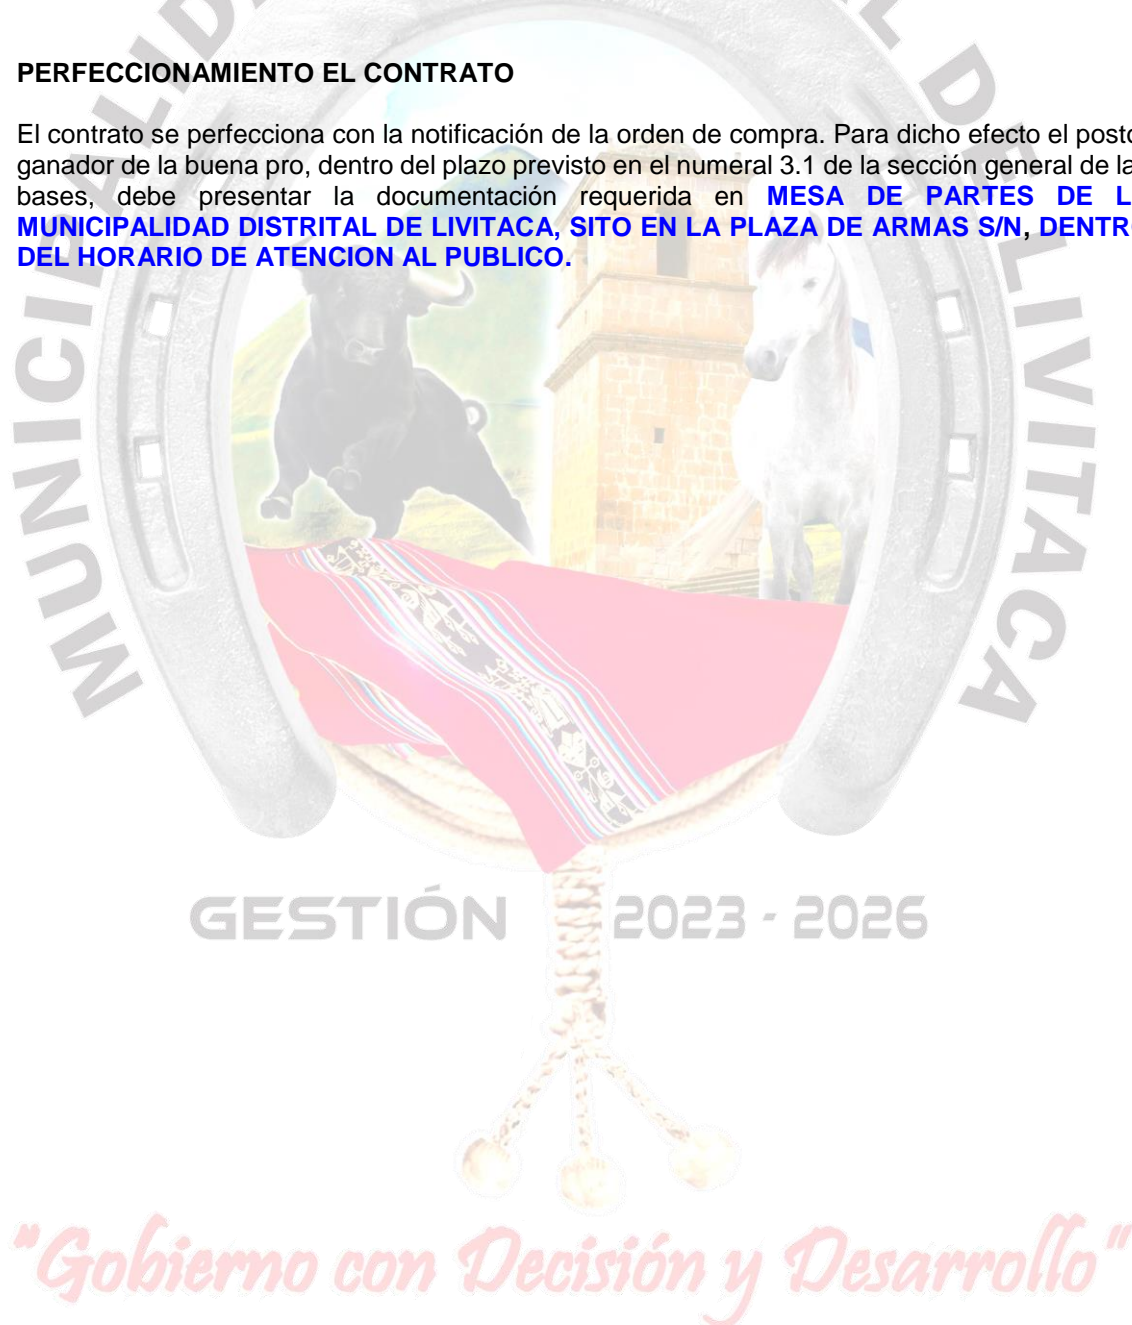 PERFECCIONAMIENTO EL CONTRATO
El contrato se perfecciona con la notificación de la orden de compra. Para dicho efecto el posto
ganador de la buena pro, dentro del plazo previsto en el numeral 3.1 de la sección general de la
bases, debe presentar la documentación requerida en MESA DE PARTES DE L
MUNICIPALIDAD DISTRITAL DE LIVITACA, SITO EN LA PLAZA DE ARMAS S/N, DENTR
DEL HORARIO DE ATENCION AL PUBLICO.
MUNICIPALIDA
L DE LIVITACA
GESTIÓN 2023 - 2026
"Gobierno con Decisión y Desarrollo"